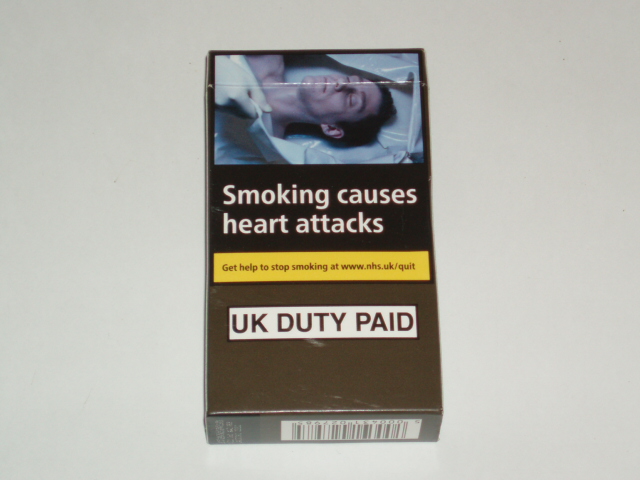 Smoking causes
heart attacks
Get help to stop smoking at www.nhs.uk/quit
UK DUTY PAID